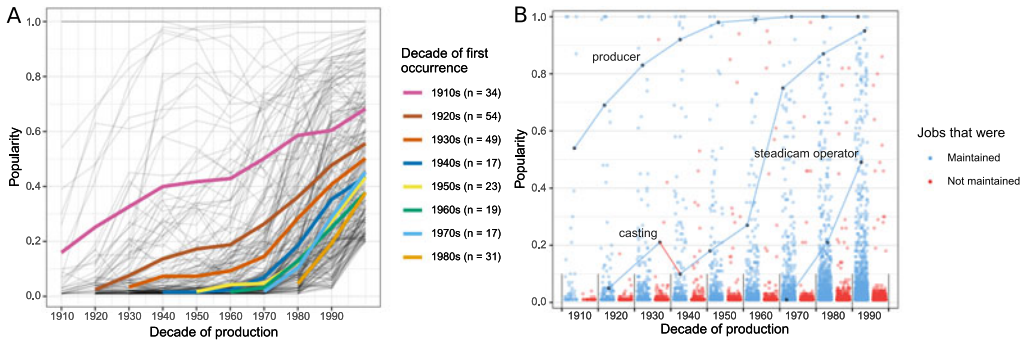 A
1.0
0.8
0.6
0.4
0.2
0.0
Popularity
1910 1920 1930 1940 1950 1960 1970 1980 1990
Decade of production
Decade of first
occurrence
1910s (n = 34)
1920s (n = 54)
1930s (n = 49)
1940s (n = 17)
1950s (n = 23)
1960s (n = 19)
1970s (n = 17)
1980s (n = 31)
B
1.0
0.8
0.6
0.4
0.2
0.0
Popularity
producer
steadicam operator
casting
1910 1920 1930 1940 1950 1960 1970 1980 1990
Decade of production
Jobs that were
Maintained
Not maintained